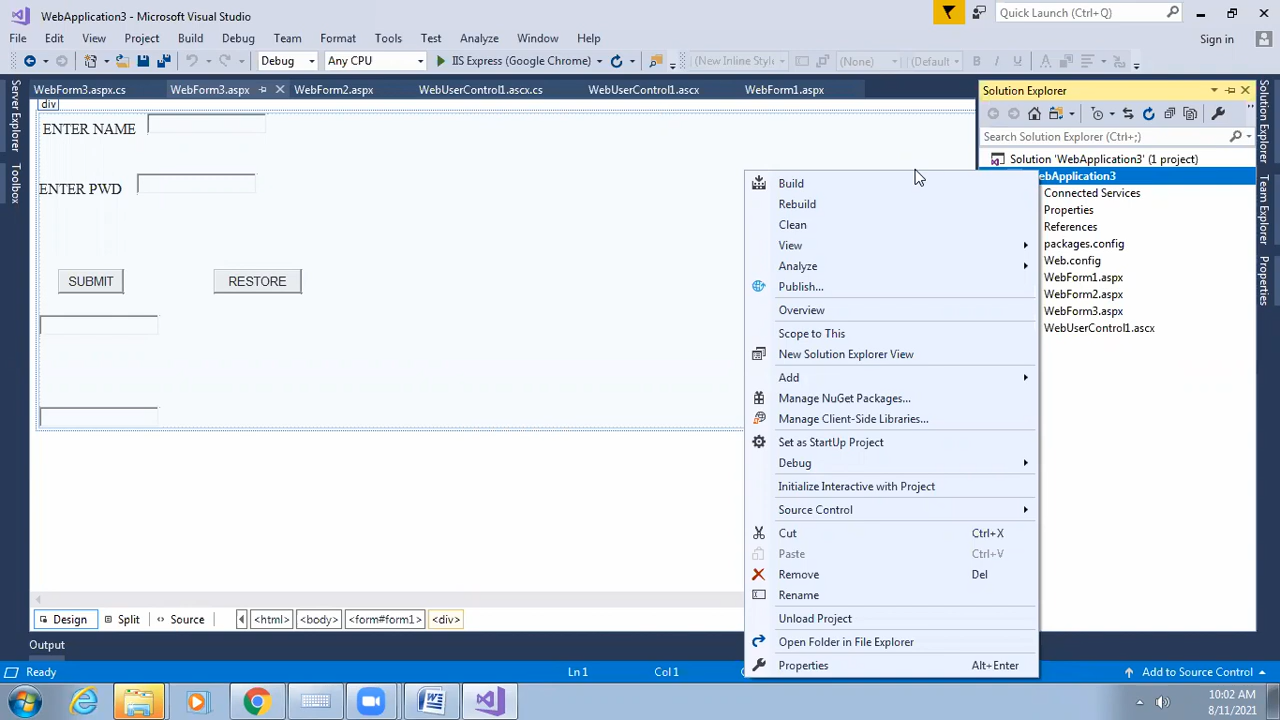 WebApplication3 - Microsoft Visual Studio
Quick Launch (Ctrl+Q)
File Edit View Project Build Debug Team Format Tools Test Analyze Window Help
Sign in
Debug Any CPU IIS Express (Google Chrome) (New Inline Style) (None) (Default)
WebForm3.aspx.cs WebForm3.aspx WebForm2.aspx WebUserControl1.ascx.cs WebUserControl1.ascx WebForm1.aspx
div
Server Explorer
Toolbox
ENTER NAME
ENTER PWD
SUBMIT RESTORE
Build
Rebuild
Clean
View
Analyze
Publish...
Overview
Scope to This
New Solution Explorer View
Add
Manage NuGet Packages...
Manage Client-Side Libraries...
Set as StartUp Project
Debug
Initialize Interactive with Project
Source Control
Cut Ctrl+X
Paste Ctrl+V
Remove Del
Rename
Unload Project
Open Folder in File Explorer
Properties Alt+Enter
Solution Explorer
Search Solution Explorer (Ctrl+;)
Solution 'WebApplication3' (1 project)
ebApplication3
Connected Services
Properties
References
packages.config
Web.config
WebForm1.aspx
WebForm2.aspx
WebForm3.aspx
WebUserControl1.ascx
Solution Explorer
Team Explorer
Properties
Design Split Source <html> <body> <form#form1> <div>
Output
Ready Ln 1 Col 1 Add to Source Control
10:02 AM
8/11/2021